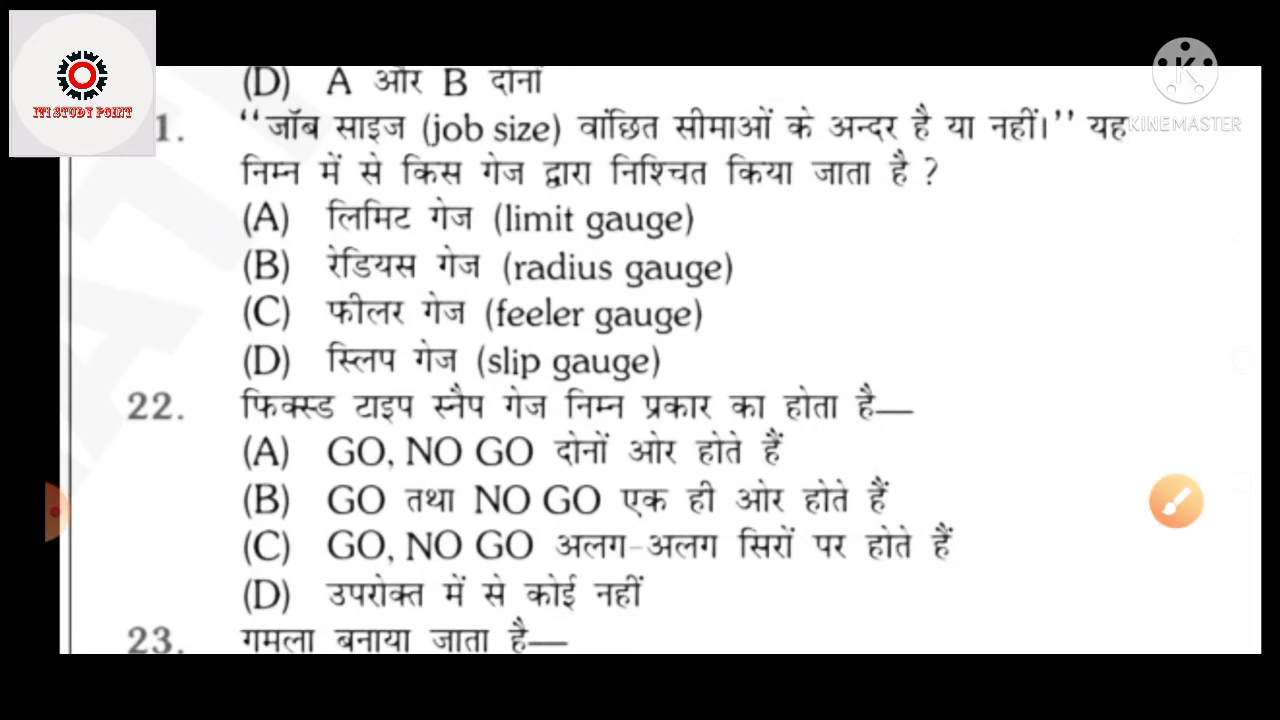 ITI STUDY POINT
KINEMASTER
(D) A और B दोनों
1. “जॉब साइज (job size) वांछित सीमाओं के अन्दर है या नहीं।” यह
निम्न में से किस गेज द्वारा निश्चित किया जाता है ?
(A) लिमिट गेज (limit gauge)
(B) रेडियस गेज (radius gauge)
(C) फीलर गेज (feeler gauge)
(D) स्लिप गेज (slip gauge)
22. फिक्स्ड टाइप स्नैप गेज निम्न प्रकार का होता है—
(A) GO, NO GO दोनों ओर होते हैं
(B) GO तथा NO GO एक ही ओर होते हैं
(C) GO, NO GO अलग-अलग सिरों पर होते हैं
(D) उपरोक्त में से कोई नहीं
23. गमला बनाया जाता है—